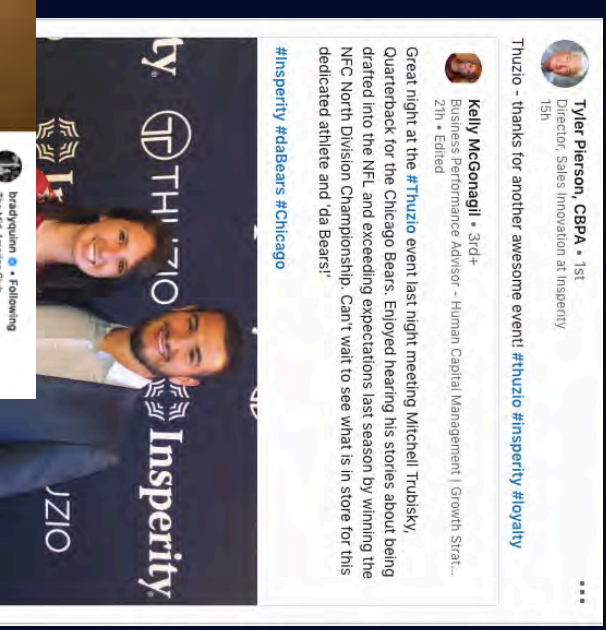 Tyler Pierson, CBPA • 1st
Director, Sales Innovation at Insperity
15h
Thuzio - thanks for another awesome event! #thuzio #insperity #loyalty
Kelly McGonagil • 3rd+
Business Performance Advisor - Human Capital Management | Growth Strat...
21h • Edited
Great night at the #Thuzio event last night meeting Mitchell Trubisky,
Quarterback for the Chicago Bears. Enjoyed hearing his stories about being
drafted into the NFL and exceeding expectations last season by winning the
NFC North Division Championship. Can't wait to see what is in store for this
dedicated athlete and 'da Bears!'
#Insperity #daBears #Chicago
ty.
Insperity.
UZIO
bradyquinn • Following